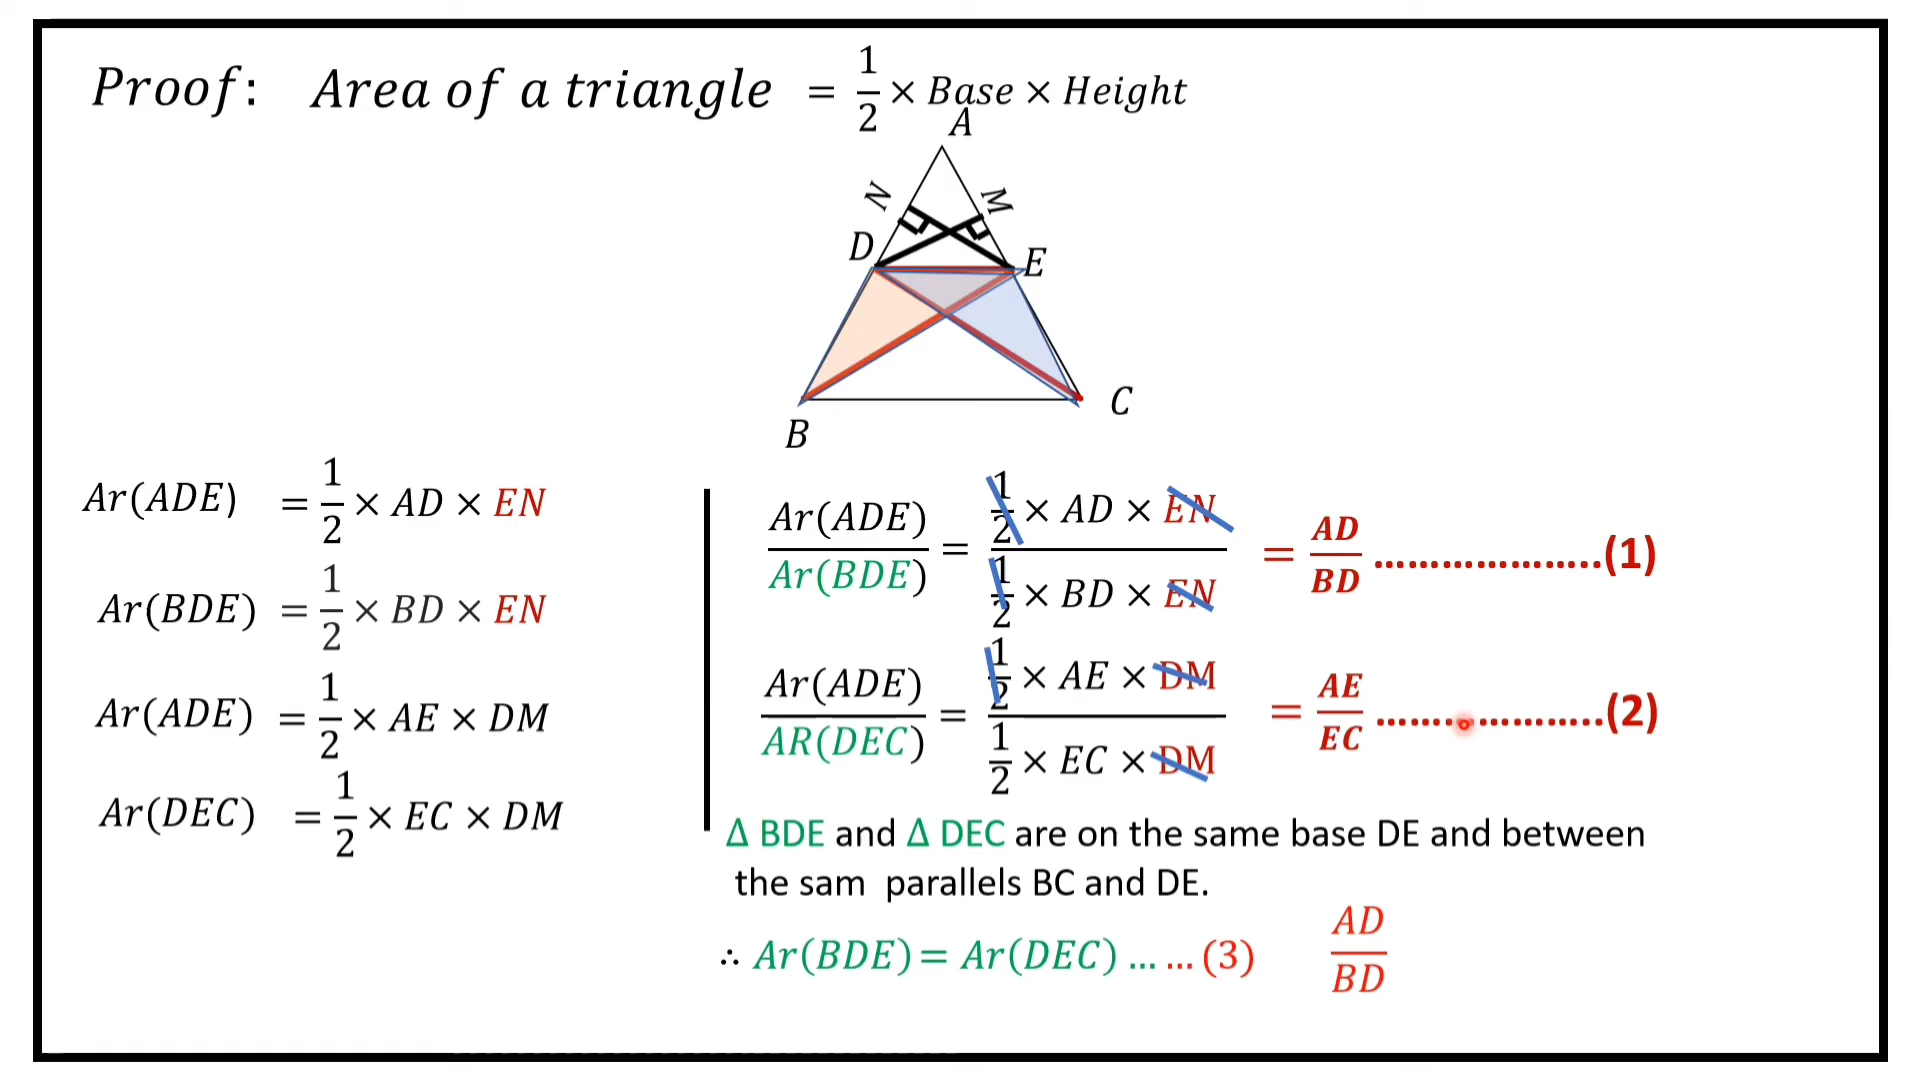 Proof: Area of a triangle = 1/2 × Base × Height
A
N M
D E
C
B
Ar(ADE) = 1/2 × AD × EN
Ar(BDE) = 1/2 × BD × EN
Ar(ADE) = 1/2 × AE × DM
Ar(DEC) = 1/2 × EC × DM
Ar(ADE)/Ar(BDE) = (1/2 × AD × EN)/(1/2 × BD × EN) = AD/BD ...................(1)
Ar(ADE)/AR(DEC) = (1/2 × AE × DM)/(1/2 × EC × DM) = AE/EC ...................(2)
Δ BDE and Δ DEC are on the same base DE and between
the sam parallels BC and DE.
∴ Ar(BDE) = Ar(DEC) … … (3) AD/BD